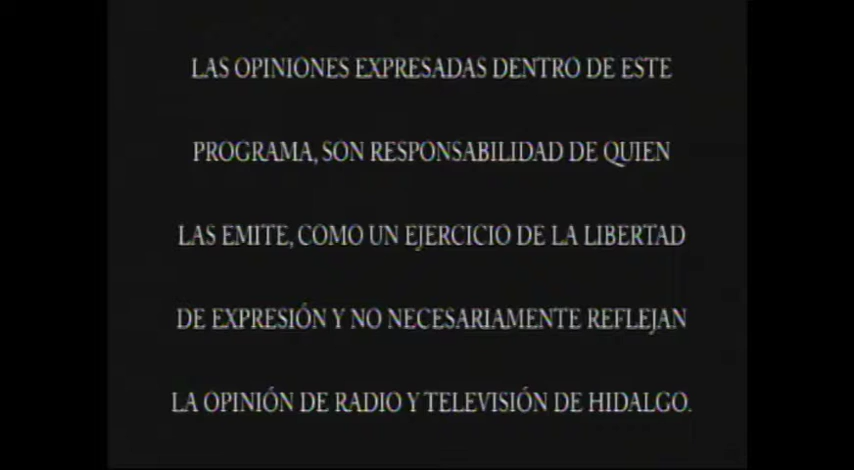 LAS OPINIONES EXPRESADAS DENTRO DE ESTE
PROGRAMA, SON RESPONSABILIDAD DE QUIEN
LAS EMITE, COMO UN EJERCICIO DE LA LIBERTAD
DE EXPRESIÓN Y NO NECESARIAMENTE REFLEJAN
LA OPINIÓN DE RADIO Y TELEVISIÓN DE HIDALGO.